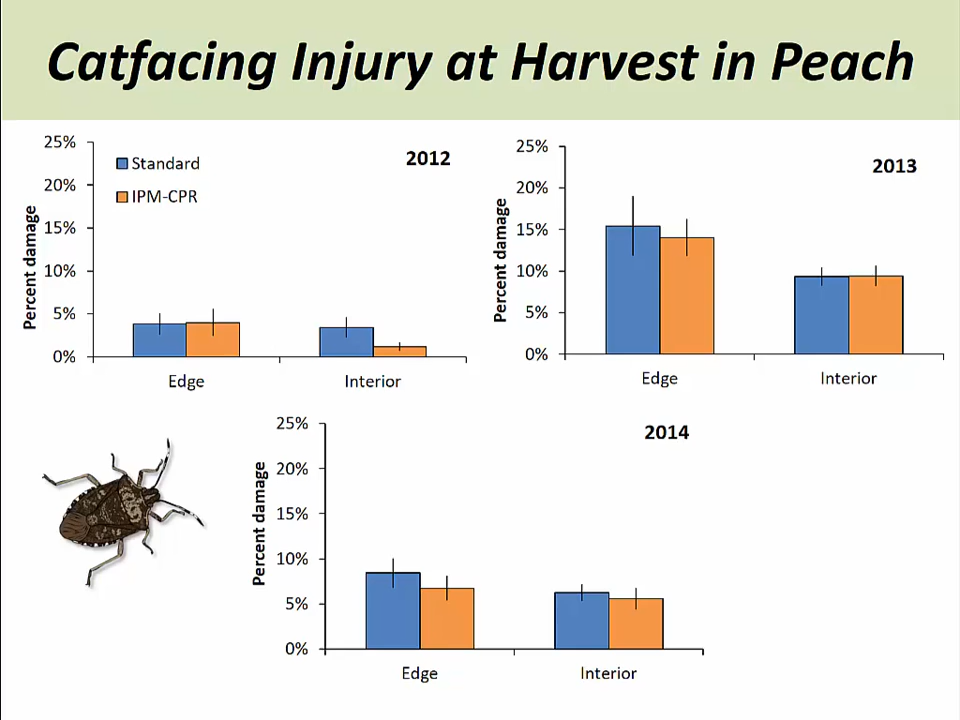 Catfacing Injury at Harvest in Peach
25%
20%
15%
10%
5%
0%
Percent damage
Standard
IPM-CPR
2012
Edge
Interior
25%
20%
15%
10%
5%
0%
Percent damage
2013
Edge
Interior
25%
20%
15%
10%
5%
0%
Percent damage
2014
Edge
Interior